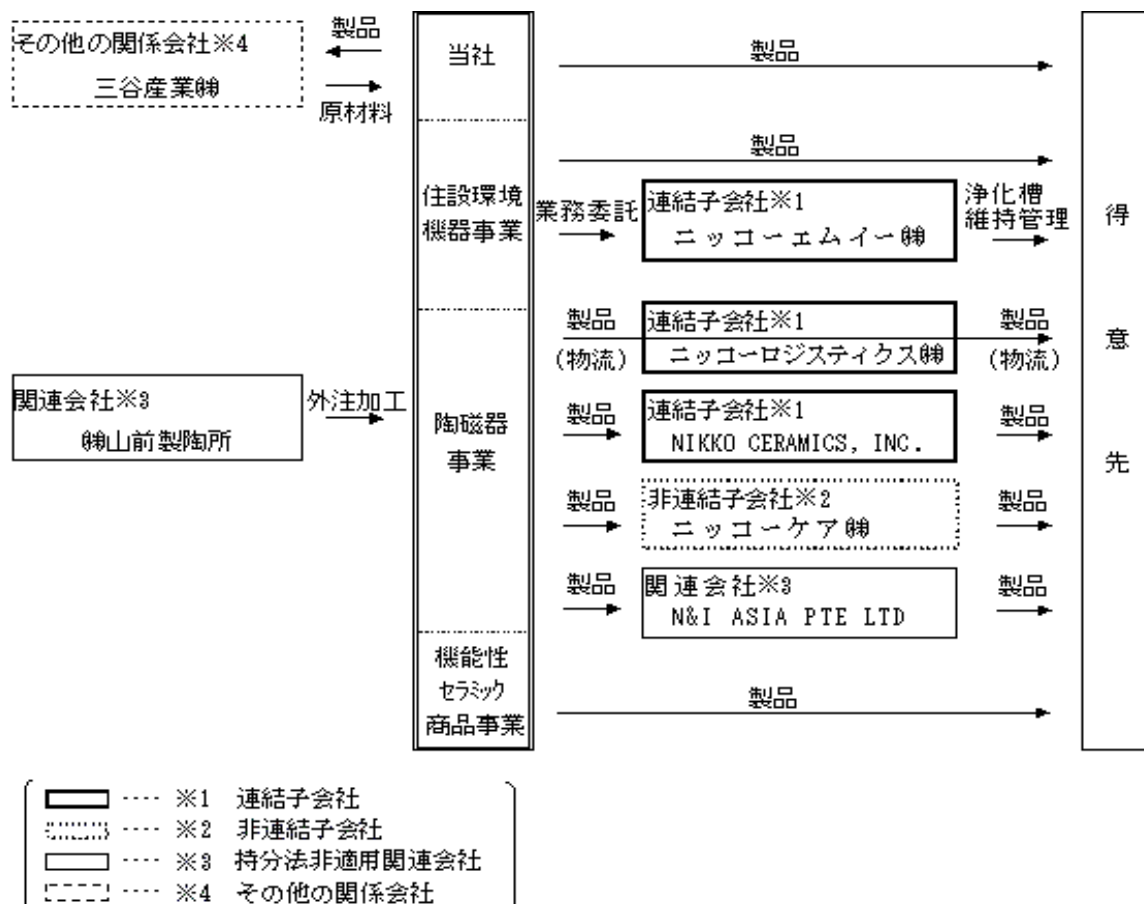 その他の関係会社※4
三谷産業㈱
製品
原材料
当社
製品
製品
住設環境
機器事業
業務委託
連結子会社※1
ニッコーエムイー㈱
浄化槽
維持管理
製品
(物流)
連結子会社※1
ニッコーロジスティクス㈱
製品
(物流)
関連会社※3
㈱山前製陶所
外注加工
陶磁器
事業
製品
連結子会社※1
NIKKO CERAMICS, INC.
製品
製品
非連結子会社※2
ニッコーケア㈱
製品
製品
関連会社※3
N&I ASIA PTE LTD
製品
機能性
セラミック
商品事業
製品
得
意
先
※1 連結子会社
※2 非連結子会社
※3 持分法非適用関連会社
※4 その他の関係会社